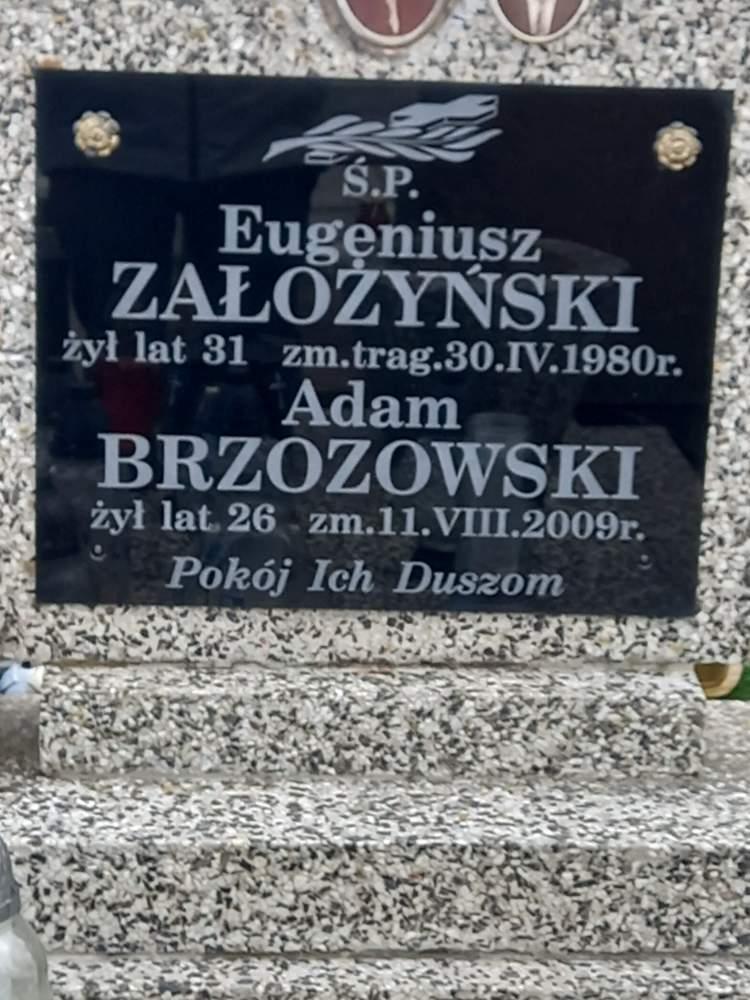 Ś.P.
Eugeniusz
ZAŁOŻYŃSKI
żył lat 31 zm.trag.30.IV.1980r.
Adam
BRZOZOWSKI
żył lat 26 zm.11.VIII.2009r.
Pokój Ich Duszom